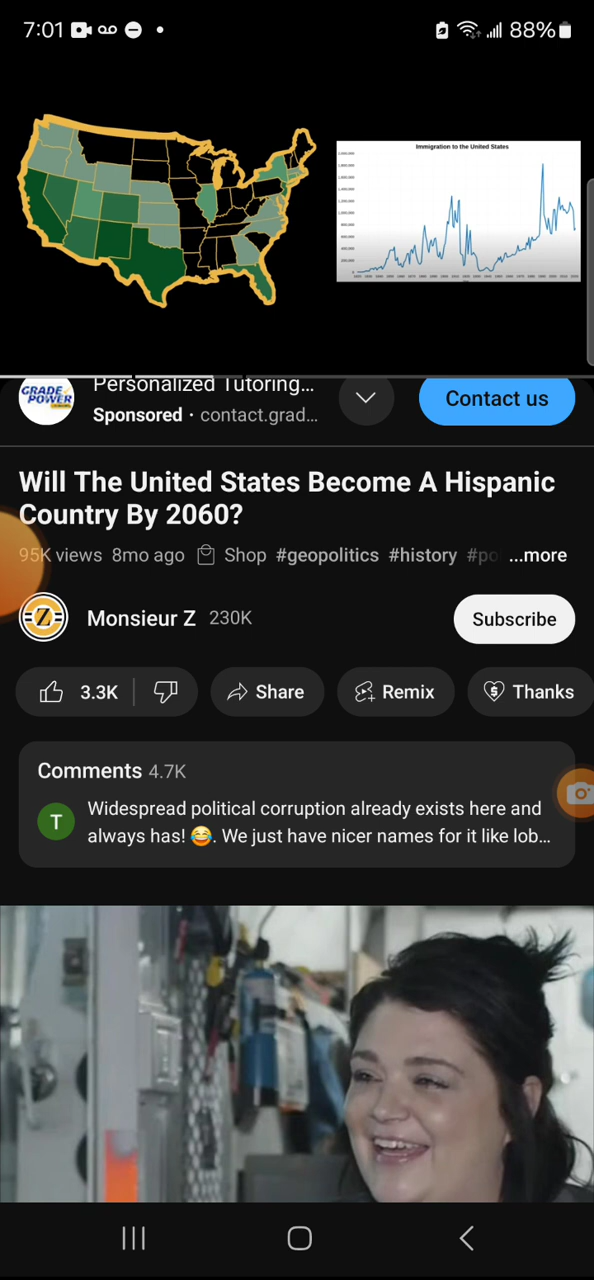 7:01
88%
Immigration to the United States
GRADE POWER
Personalized Tutoring...
Sponsored · contact.grad...
Contact us
Will The United States Become A Hispanic
Country By 2060?
95K views 8mo ago Shop #geopolitics #history #po ...more
Z
Monsieur Z 230K
Subscribe
3.3K
Share
Remix
Thanks
Comments 4.7K
T
Widespread political corruption already exists here and
always has! 😂. We just have nicer names for it like lob...